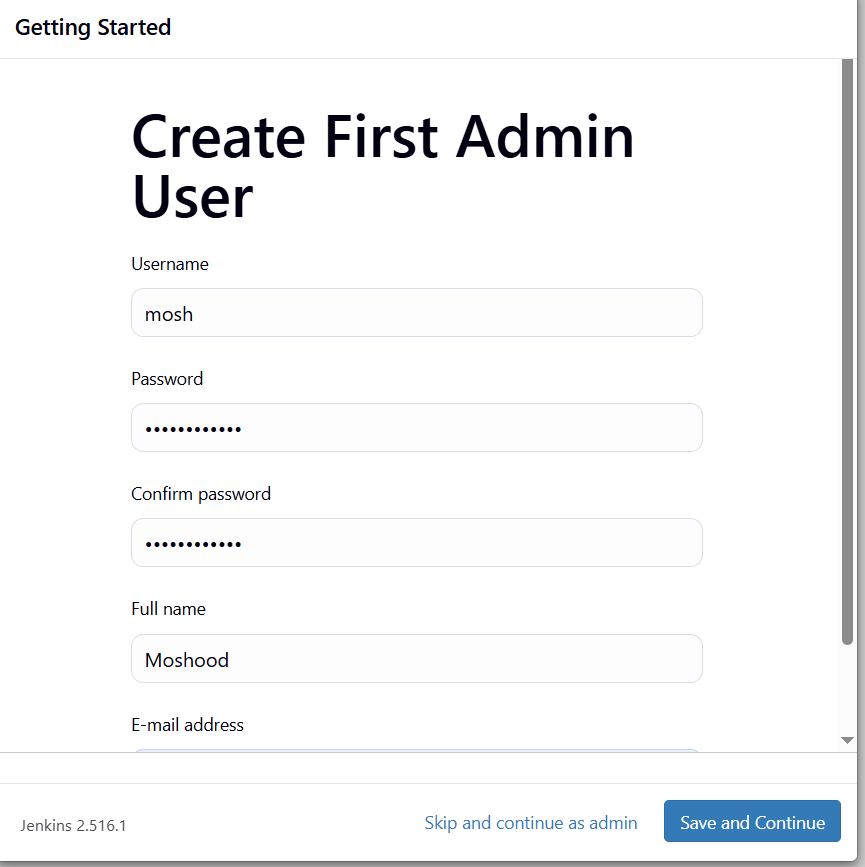 Getting Started
Create First Admin
User
Username
mosh
Password
••••••••••••
Confirm password
••••••••••••
Full name
Moshood
E-mail address
Jenkins 2.516.1
Skip and continue as admin
Save and Continue